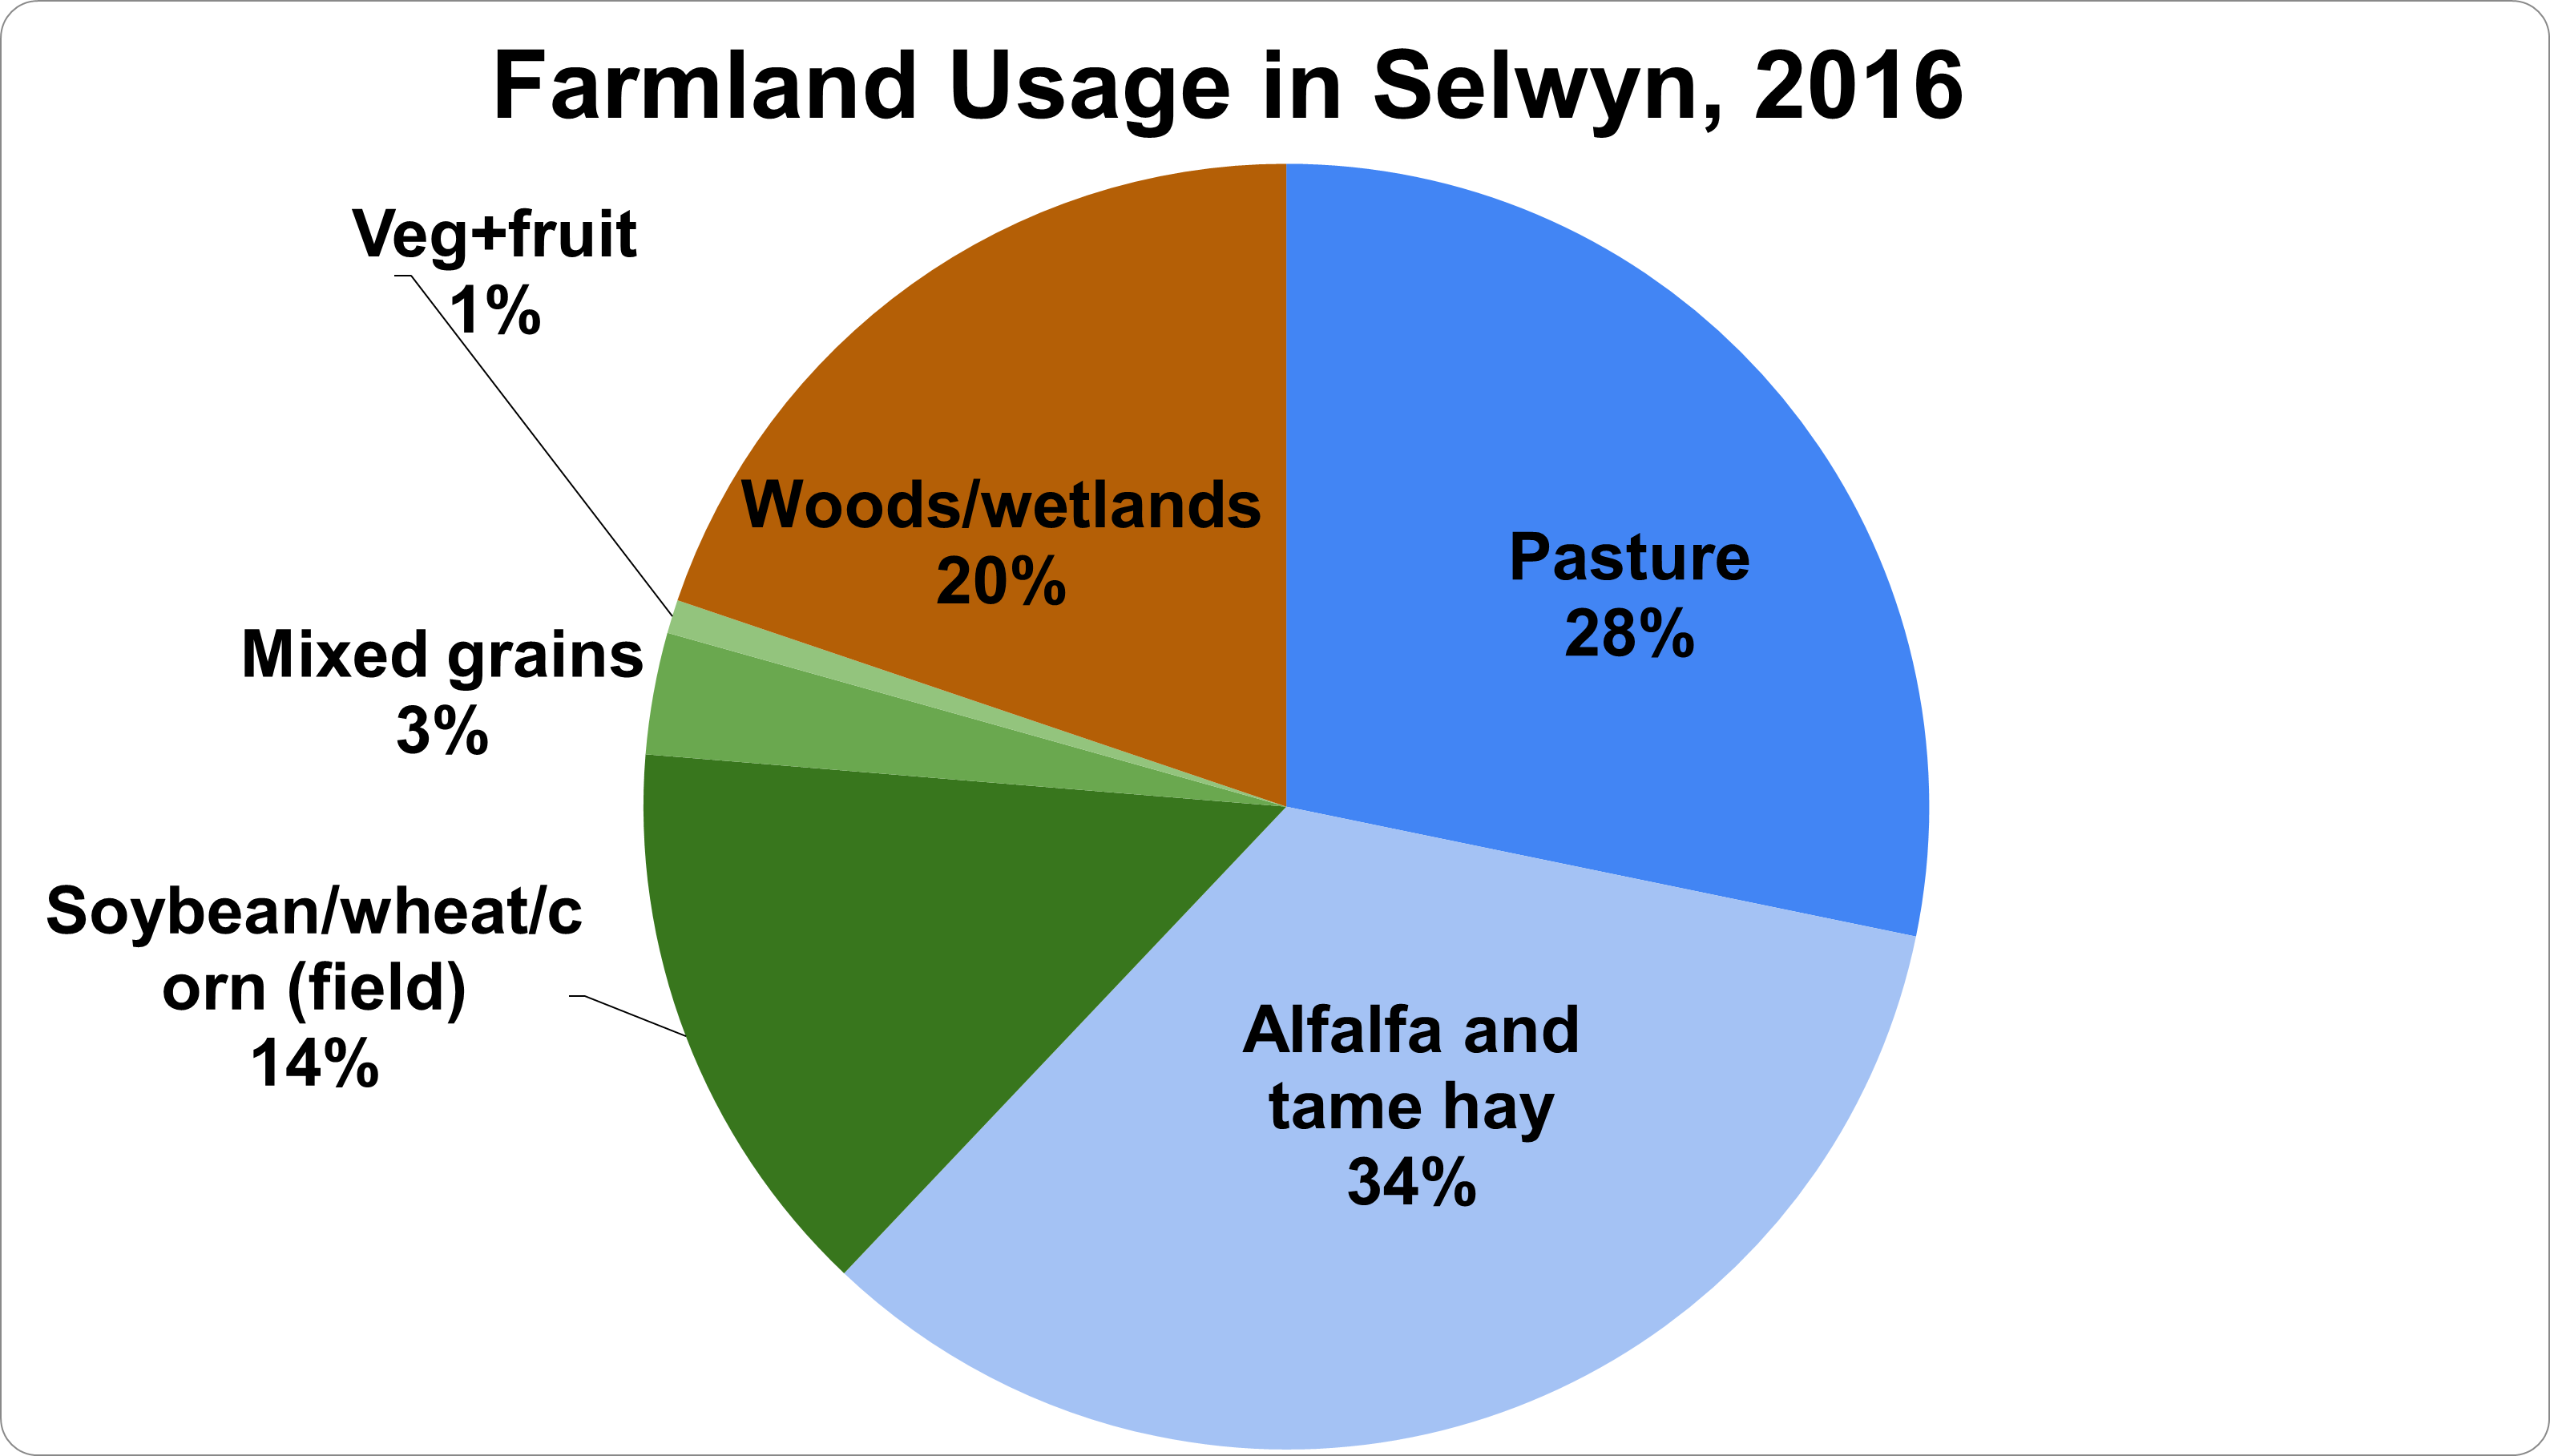 Farmland Usage in Selwyn, 2016
Veg+fruit
1%
Woods/wetlands
20%
Pasture
28%
Mixed grains
3%
Soybean/wheat/c
orn (field)
14%
Alfalfa and
tame hay
34%